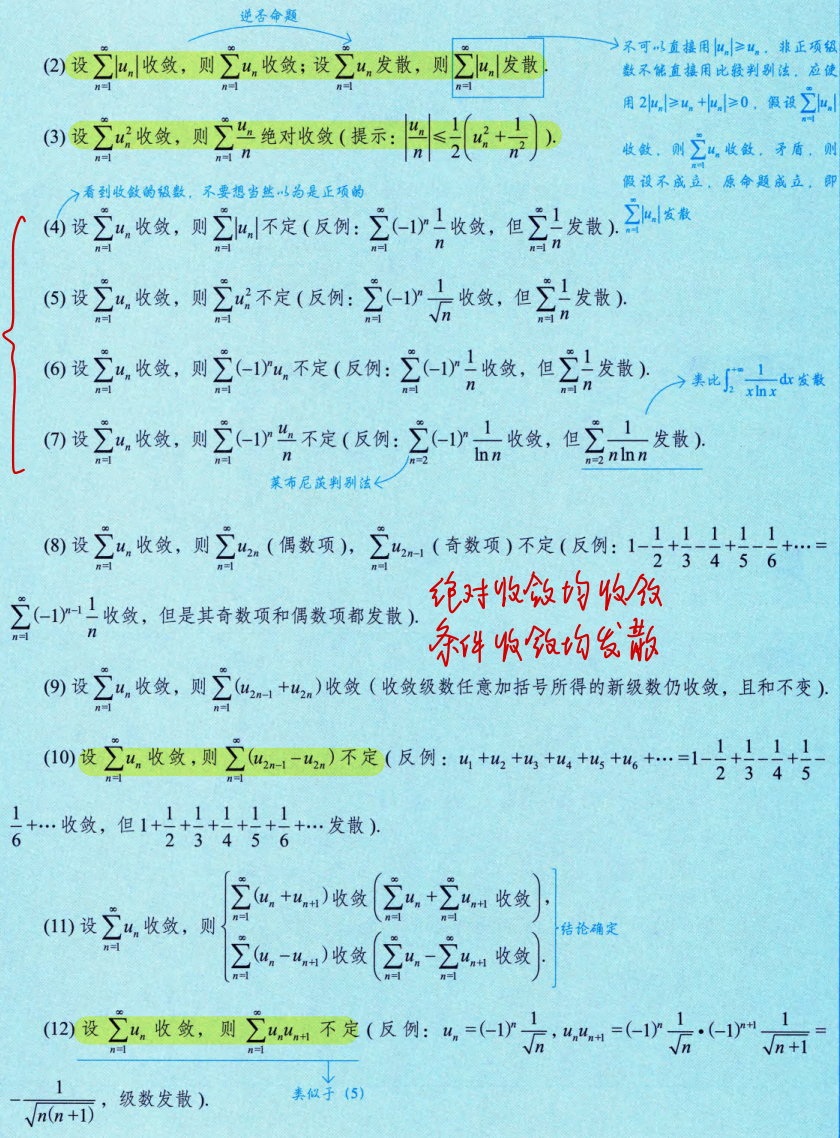 逆否命题
(2) 设 $\sum_{n=1}^{\infty}|u_n|$ 收敛，则 $\sum_{n=1}^{\infty}u_n$ 收敛；设 $\sum_{n=1}^{\infty}u_n$ 发散，则 $\sum_{n=1}^{\infty}|u_n|$ 发散.
不可以直接用 $|u_n|\geq u_n$，非正项级
数不能直接用比较判别法，应使
用 $2|u_n|\geq u_n+|u_n|\geq 0$，假设 $\sum_{n=1}^{\infty}|u_n|$
收敛，则 $\sum_{n=1}^{\infty}u_n$ 收敛，矛盾，则
假设不成立，原命题成立，即
$\sum_{n=1}^{\infty}|u_n|$ 发散
(3) 设 $\sum_{n=1}^{\infty}u_n^2$ 收敛，则 $\sum_{n=1}^{\infty}\frac{u_n}{n}$ 绝对收敛 ( 提示：$\left|\frac{u_n}{n}\right|\leq\frac{1}{2}\left(u_n^2+\frac{1}{n^2}\right)$ ).
看到收敛的级数，不要想当然以为是正项的
(4) 设 $\sum_{n=1}^{\infty}u_n$ 收敛，则 $\sum_{n=1}^{\infty}|u_n|$ 不定 ( 反例：$\sum_{n=1}^{\infty}(-1)^n\frac{1}{n}$ 收敛，但 $\sum_{n=1}^{\infty}\frac{1}{n}$ 发散 ).
(5) 设 $\sum_{n=1}^{\infty}u_n$ 收敛，则 $\sum_{n=1}^{\infty}u_n^2$ 不定 ( 反例：$\sum_{n=1}^{\infty}(-1)^n\frac{1}{\sqrt{n}}$ 收敛，但 $\sum_{n=1}^{\infty}\frac{1}{n}$ 发散 ).
(6) 设 $\sum_{n=1}^{\infty}u_n$ 收敛，则 $\sum_{n=1}^{\infty}(-1)^n u_n$ 不定 ( 反例：$\sum_{n=1}^{\infty}(-1)^n\frac{1}{n}$ 收敛，但 $\sum_{n=1}^{\infty}\frac{1}{n}$ 发散 ).
类比 $\int_2^{+\infty}\frac{1}{x\ln x}\mathrm{d}x$ 发散
(7) 设 $\sum_{n=1}^{\infty}u_n$ 收敛，则 $\sum_{n=1}^{\infty}(-1)^n\frac{u_n}{n}$ 不定 ( 反例：$\sum_{n=2}^{\infty}(-1)^n\frac{1}{\ln n}$ 收敛，但 $\sum_{n=2}^{\infty}\frac{1}{n\ln n}$ 发散 ).
莱布尼茨判别法
(8) 设 $\sum_{n=1}^{\infty}u_n$ 收敛，则 $\sum_{n=1}^{\infty}u_{2n}$ ( 偶数项 )，$\sum_{n=1}^{\infty}u_{2n-1}$ ( 奇数项 ) 不定 ( 反例：$1-\frac{1}{2}+\frac{1}{3}-\frac{1}{4}+\frac{1}{5}-\frac{1}{6}+\cdots=$
$\sum_{n=1}^{\infty}(-1)^{n-1}\frac{1}{n}$ 收敛，但是其奇数项和偶数项都发散 ).
绝对收敛均收敛
条件收敛均发散
(9) 设 $\sum_{n=1}^{\infty}u_n$ 收敛，则 $\sum_{n=1}^{\infty}(u_{2n-1}+u_{2n})$ 收敛 ( 收敛级数任意加括号所得的新级数仍收敛，且和不变 ).
(10) 设 $\sum_{n=1}^{\infty}u_n$ 收敛，则 $\sum_{n=1}^{\infty}(u_{2n-1}-u_{2n})$ 不定 ( 反例：$u_1+u_2+u_3+u_4+u_5+u_6+\cdots=1-\frac{1}{2}+\frac{1}{3}-\frac{1}{4}+\frac{1}{5}-$
$\frac{1}{6}+\cdots$ 收敛，但 $1+\frac{1}{2}+\frac{1}{3}+\frac{1}{4}+\frac{1}{5}+\frac{1}{6}+\cdots$ 发散 ).
(11) 设 $\sum_{n=1}^{\infty}u_n$ 收敛，则 $\begin{cases}\sum_{n=1}^{\infty}(u_n+u_{n+1})\text{收敛}\left(\sum_{n=1}^{\infty}u_n+\sum_{n=1}^{\infty}u_{n+1}\text{ 收敛}\right),\\ \sum_{n=1}^{\infty}(u_n-u_{n+1})\text{收敛}\left(\sum_{n=1}^{\infty}u_n-\sum_{n=1}^{\infty}u_{n+1}\text{ 收敛}\right).\end{cases}$ 结论确定
(12) 设 $\sum_{n=1}^{\infty}u_n$ 收敛，则 $\sum_{n=1}^{\infty}u_nu_{n+1}$ 不定 ( 反例：$u_n=(-1)^n\frac{1}{\sqrt{n}},u_nu_{n+1}=(-1)^n\frac{1}{\sqrt{n}}\cdot(-1)^{n+1}\frac{1}{\sqrt{n+1}}=$
类似于 (5)
$-\frac{1}{\sqrt{n(n+1)}}$，级数发散 ).